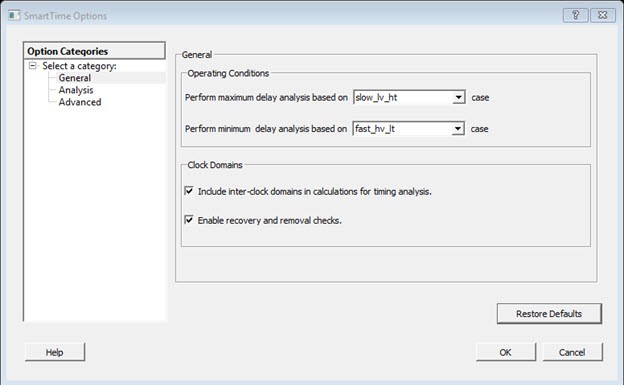 SmartTime Options
Option Categories
Select a category:
General
Analysis
Advanced
General
Operating Conditions
Perform maximum delay analysis based on slow_lv_ht case
Perform minimum delay analysis based on fast_hv_lt case
Clock Domains
Include inter-clock domains in calculations for timing analysis.
Enable recovery and removal checks.
Restore Defaults
Help OK Cancel